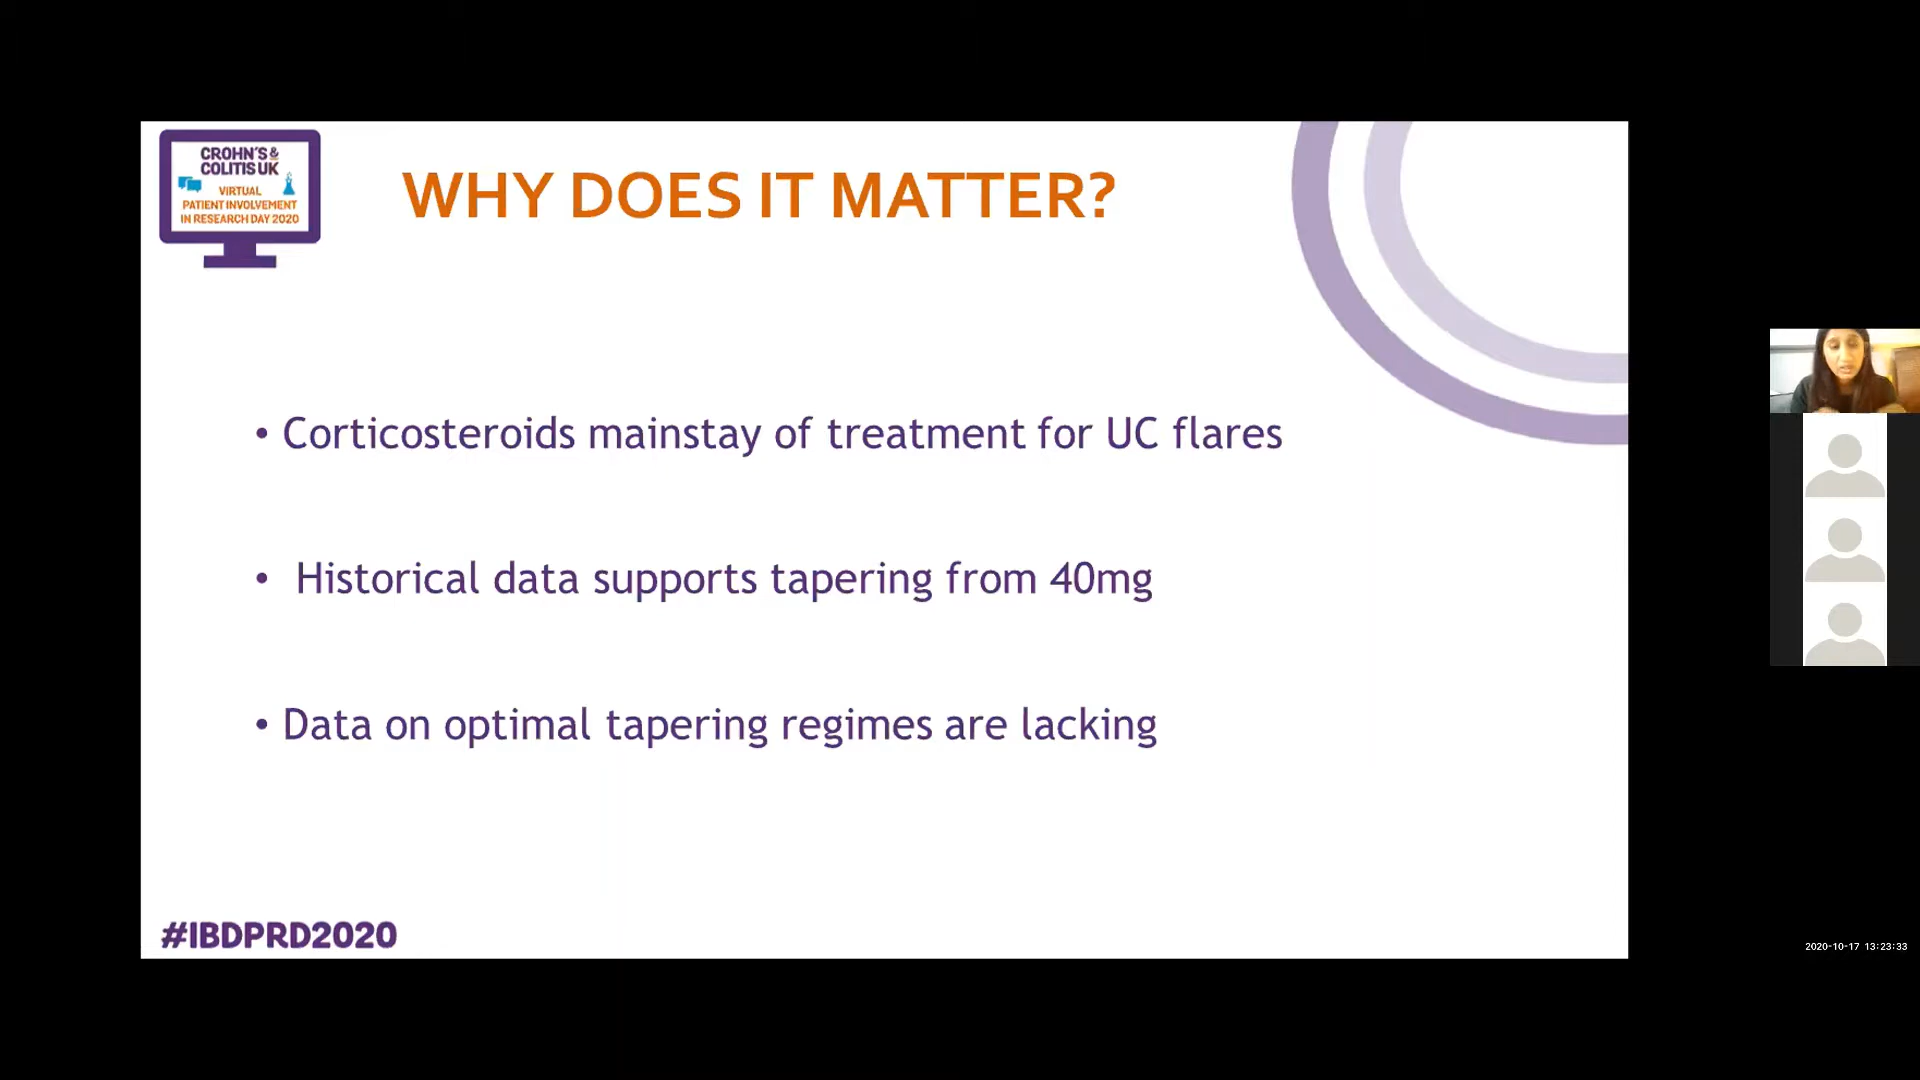 CROHN'S &
COLITIS UK
VIRTUAL
PATIENT INVOLVEMENT
IN RESEARCH DAY 2020
WHY DOES IT MATTER?
• Corticosteroids mainstay of treatment for UC flares
• Historical data supports tapering from 40mg
• Data on optimal tapering regimes are lacking
#IBDPRD2020
2020-10-17 13:23:33